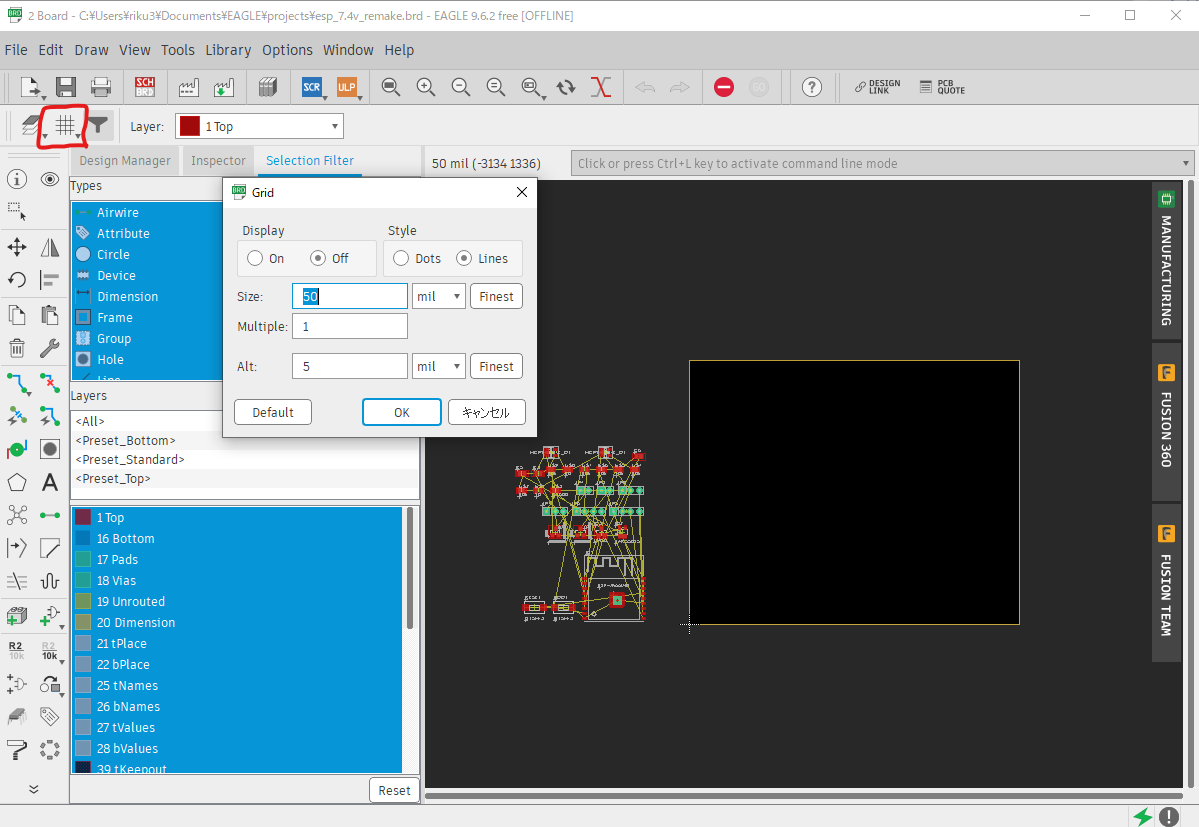 2 Board - C:¥Users¥riku3¥Documents¥EAGLE¥projects¥esp_7.4v_remake.brd - EAGLE 9.6.2 free [OFFLINE]
File Edit Draw View Tools Library Options Window Help
SCH
BRD
SCR
ULP
DESIGN
LINK
PCB
QUOTE
Layer:
1 Top
Design Manager
Inspector
Selection Filter
50 mil (-3134 1336)
Click or press Ctrl+L key to activate command line mode
Types
Airwire
Attribute
Circle
Device
Dimension
Frame
Group
Hole
Line
Grid
Display
On
Off
Style
Dots
Lines
Size:
50
mil
Finest
Multiple:
1
Alt:
5
mil
Finest
Default
OK
キャンセル
Layers
<All>
<Preset_Bottom>
<Preset_Standard>
<Preset_Top>
1 Top
16 Bottom
17 Pads
18 Vias
19 Unrouted
20 Dimension
21 tPlace
22 bPlace
25 tNames
26 bNames
27 tValues
28 bValues
39 tKeepout
Reset
R2
10k
R2
10k
MANUFACTURING
FUSION 360
FUSION TEAM